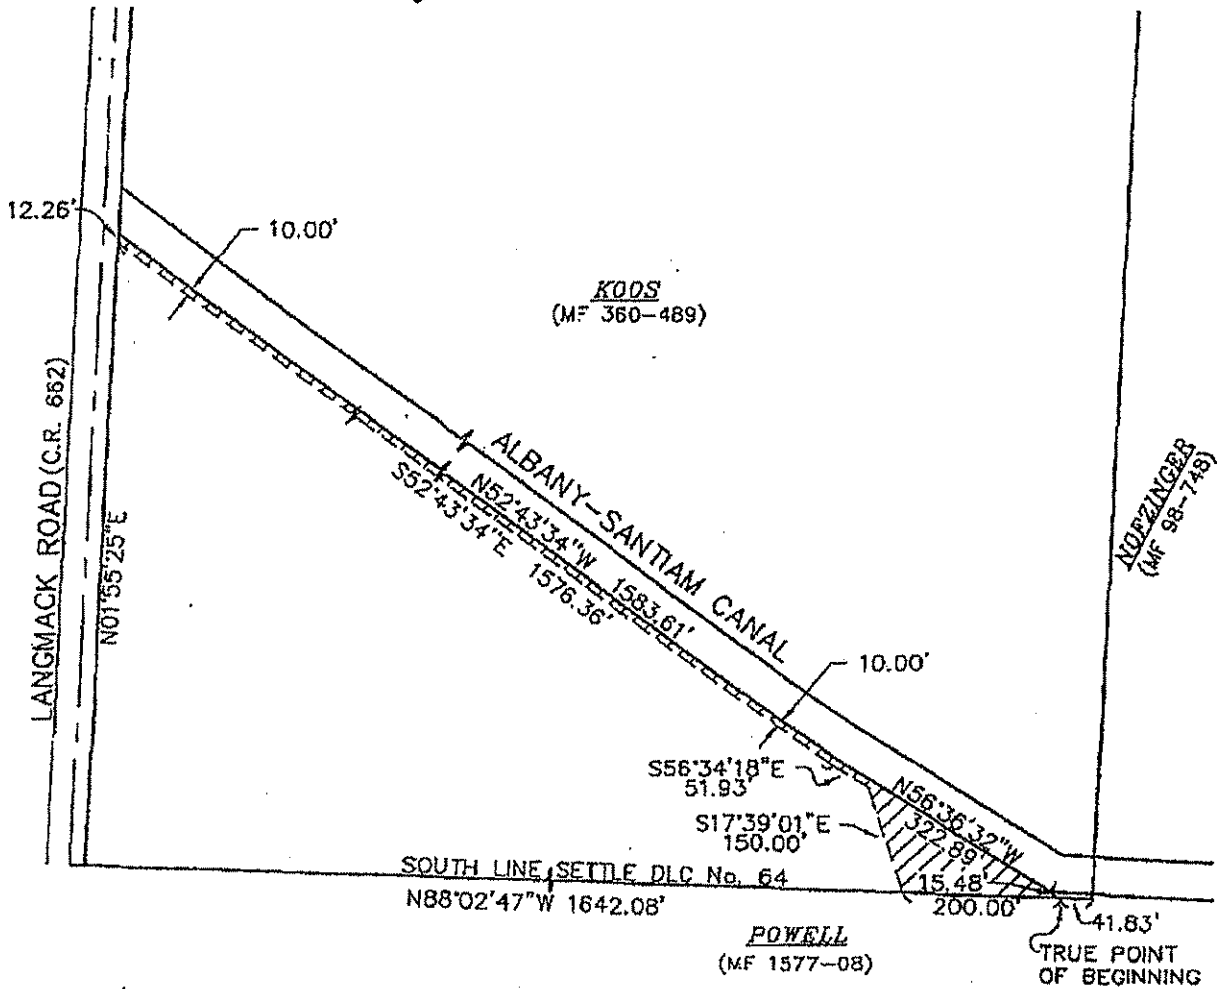 12.26'
10.00'
KOOS
(MF 360-489)
LANGMACK ROAD (C.R. 662)
N01°55'25"E
ALBANY-SANTIAM CANAL
N52°43'34"W 1583.61'
S52°43'34"E 1576.36'
NOFZINGER
(MF 98-748)
10.00'
S56°34'18"E
51.93'
N56°36'32"W
322.89'
S17°39'01"E
150.00'
SOUTH LINE SETTLE DLC No. 64
15.48'
N88°02'47"W 1642.08'
200.00'
41.83'
POWELL
(MF 1577-08)
TRUE POINT
OF BEGINNING